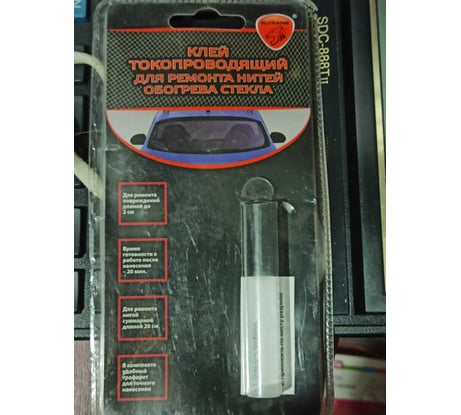 ELTRANS
КЛЕЙ
ТОКОПРОВОДЯЩИЙ
ДЛЯ РЕМОНТА НИТЕЙ
ОБОГРЕВА СТЕКЛА
Для ремонта
повреждений
длиной до
2 см
Время
готовности к
работе после
нанесения
– 20 мин.
Для ремонта
нитей
суммарной
длиной 20 см
В комплекте
удобный
трафарет
для точного
нанесения
SDC-888TII